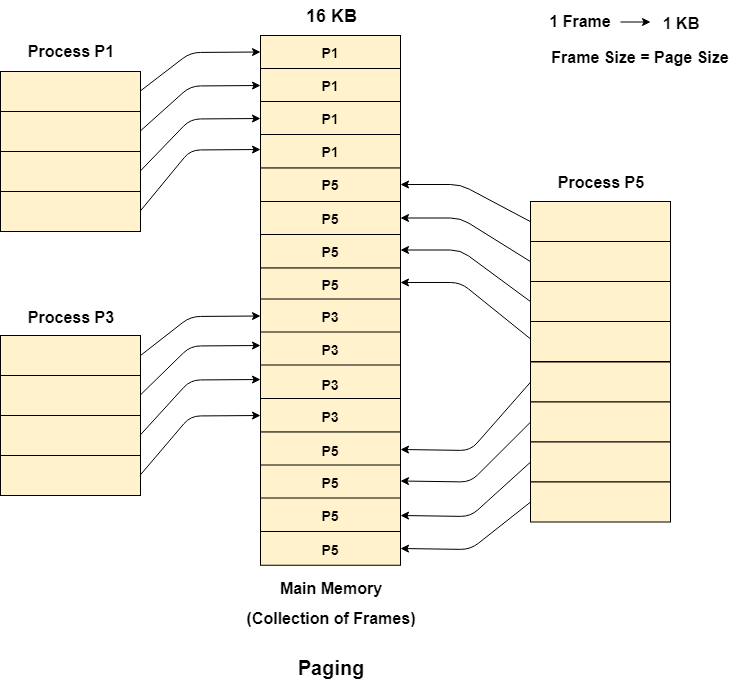 16 KB
1 Frame 1 KB
Frame Size = Page Size
Process P1
P1
P1
P1
P1
P5
P5
P5
P5
P3
P3
P3
P3
P5
P5
P5
P5
Process P5
Process P3
Main Memory
(Collection of Frames)
Paging